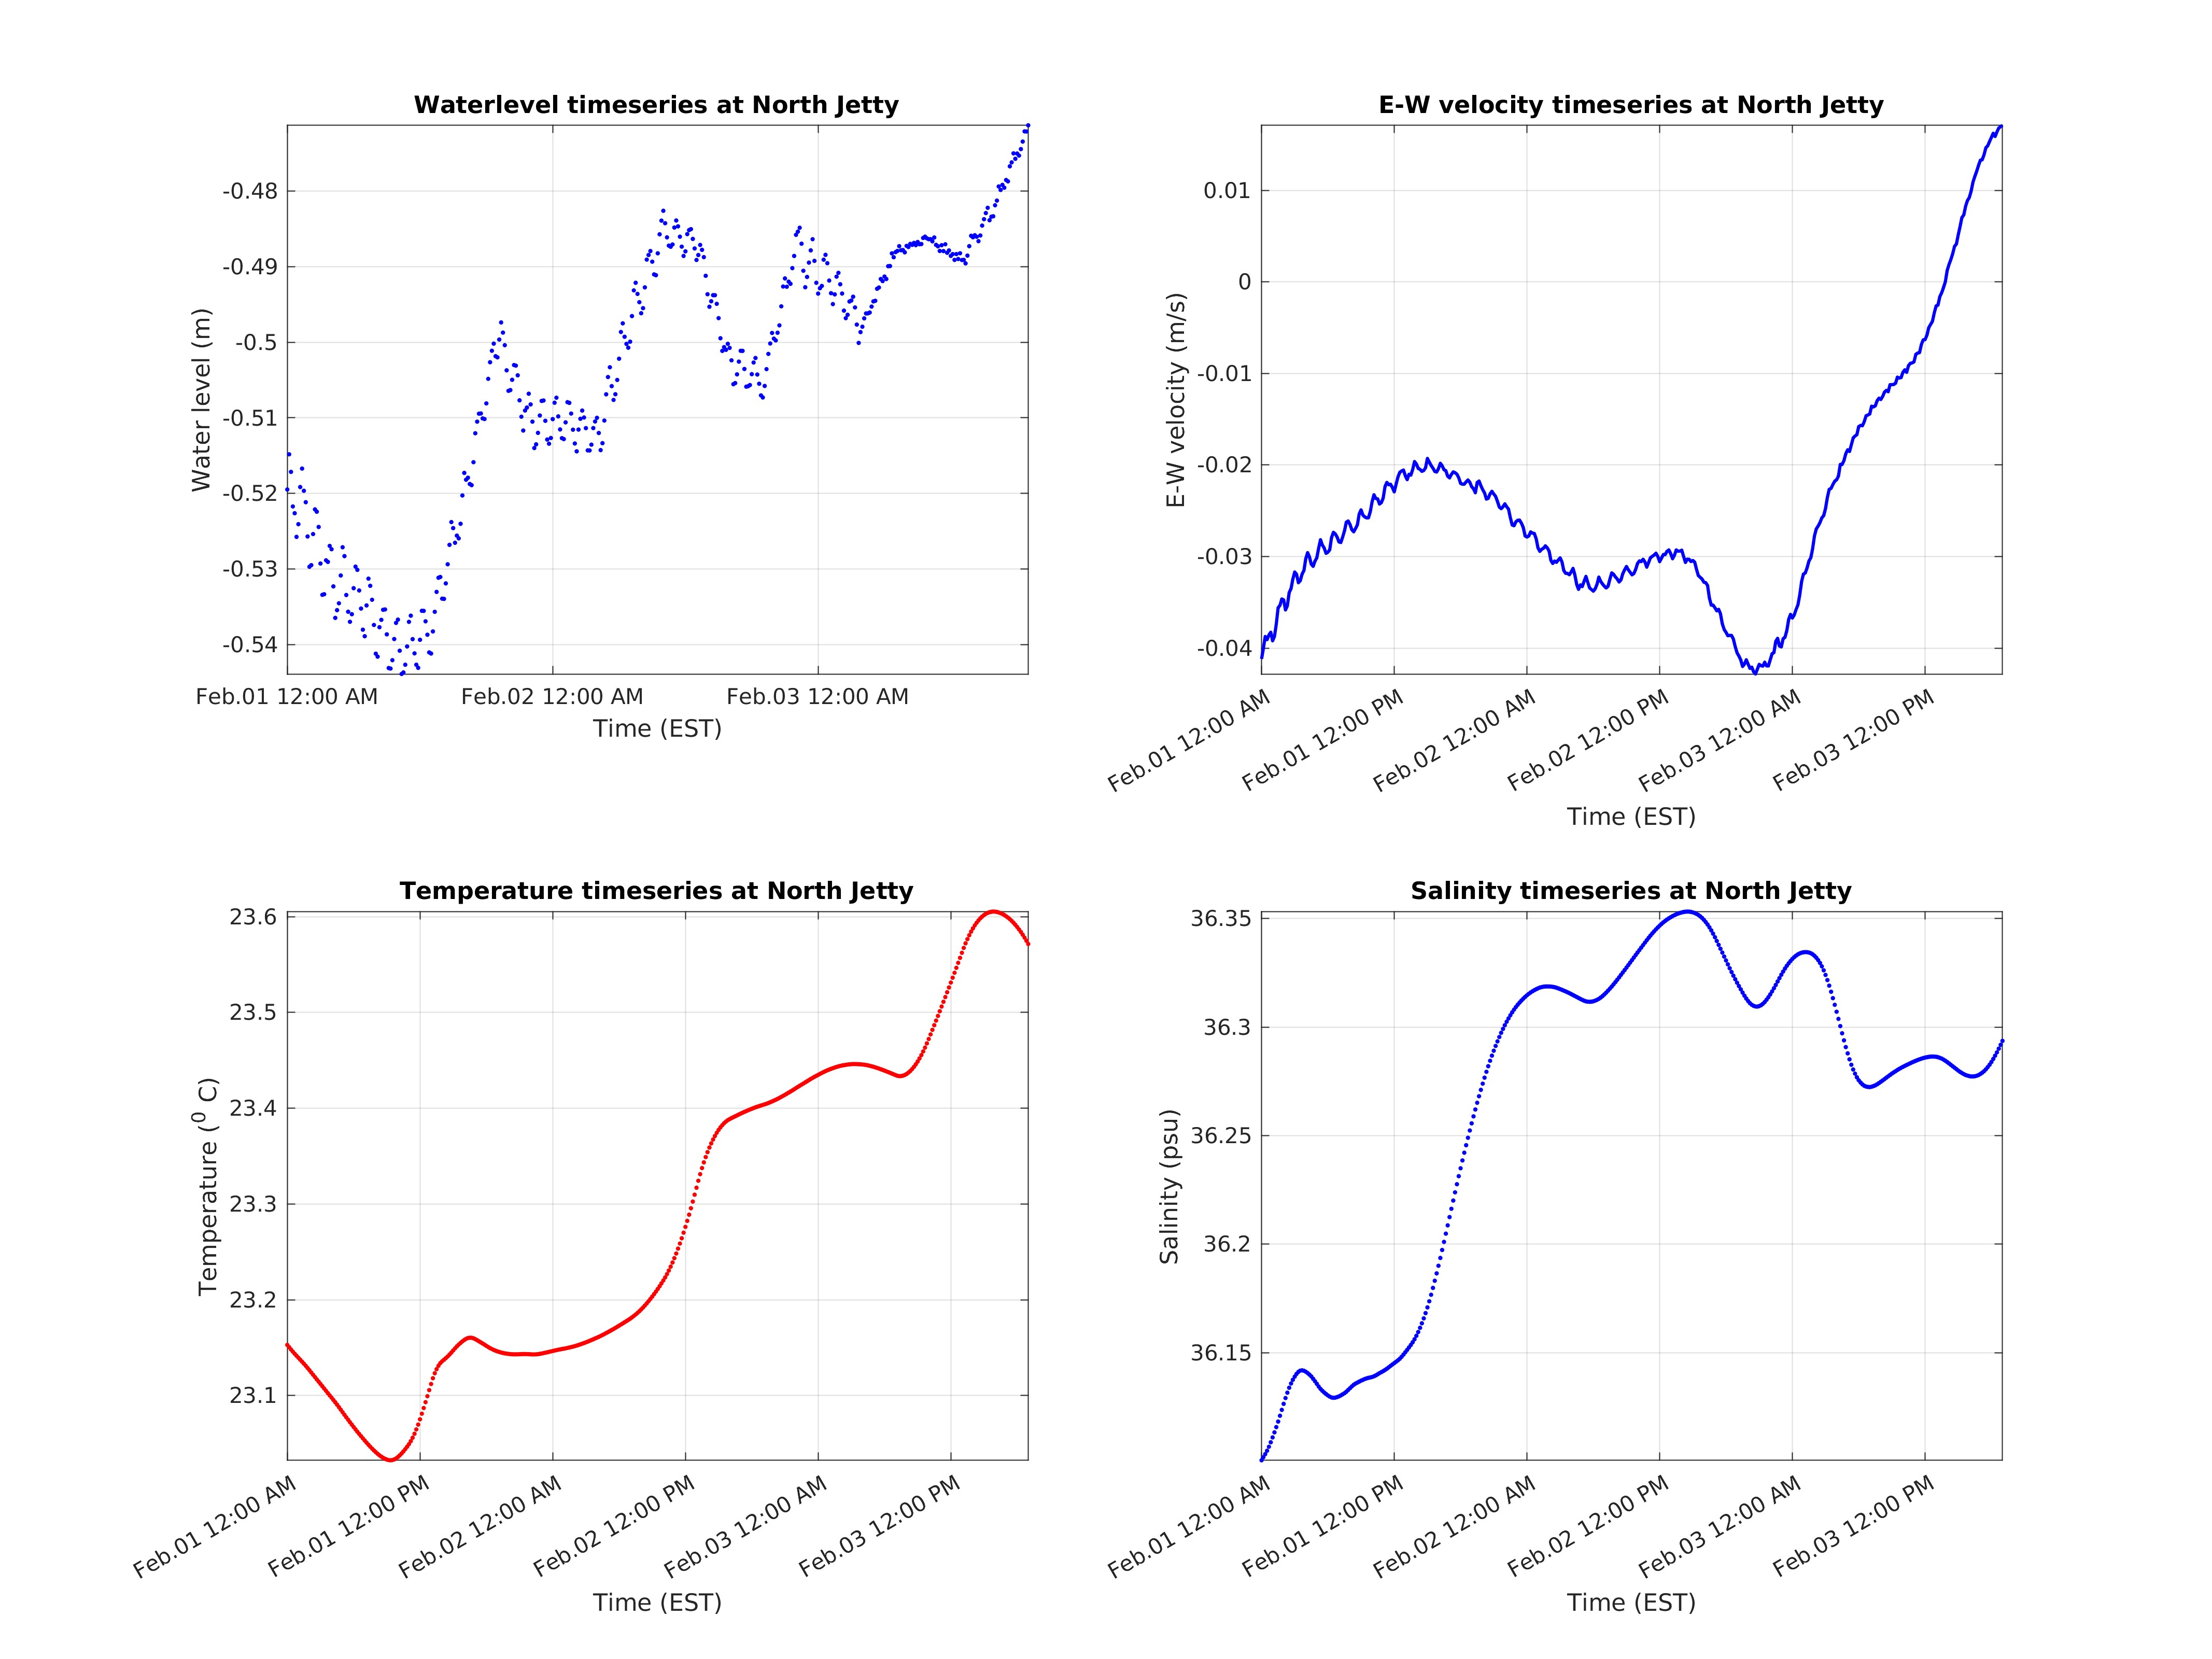 Waterlevel timeseries at North Jetty
Water level (m)
-0.48
-0.49
-0.5
-0.51
-0.52
-0.53
-0.54
Feb.01 12:00 AM
Feb.02 12:00 AM
Feb.03 12:00 AM
Time (EST)
E-W velocity timeseries at North Jetty
E-W velocity (m/s)
0.01
0
-0.01
-0.02
-0.03
-0.04
Feb.01 12:00 AM
Feb.01 12:00 PM
Feb.02 12:00 AM
Feb.02 12:00 PM
Feb.03 12:00 AM
Feb.03 12:00 PM
Time (EST)
Temperature timeseries at North Jetty
Temperature (⁰ C)
23.6
23.5
23.4
23.3
23.2
23.1
Feb.01 12:00 AM
Feb.01 12:00 PM
Feb.02 12:00 AM
Feb.02 12:00 PM
Feb.03 12:00 AM
Feb.03 12:00 PM
Time (EST)
Salinity timeseries at North Jetty
Salinity (psu)
36.35
36.3
36.25
36.2
36.15
Feb.01 12:00 AM
Feb.01 12:00 PM
Feb.02 12:00 AM
Feb.02 12:00 PM
Feb.03 12:00 AM
Feb.03 12:00 PM
Time (EST)